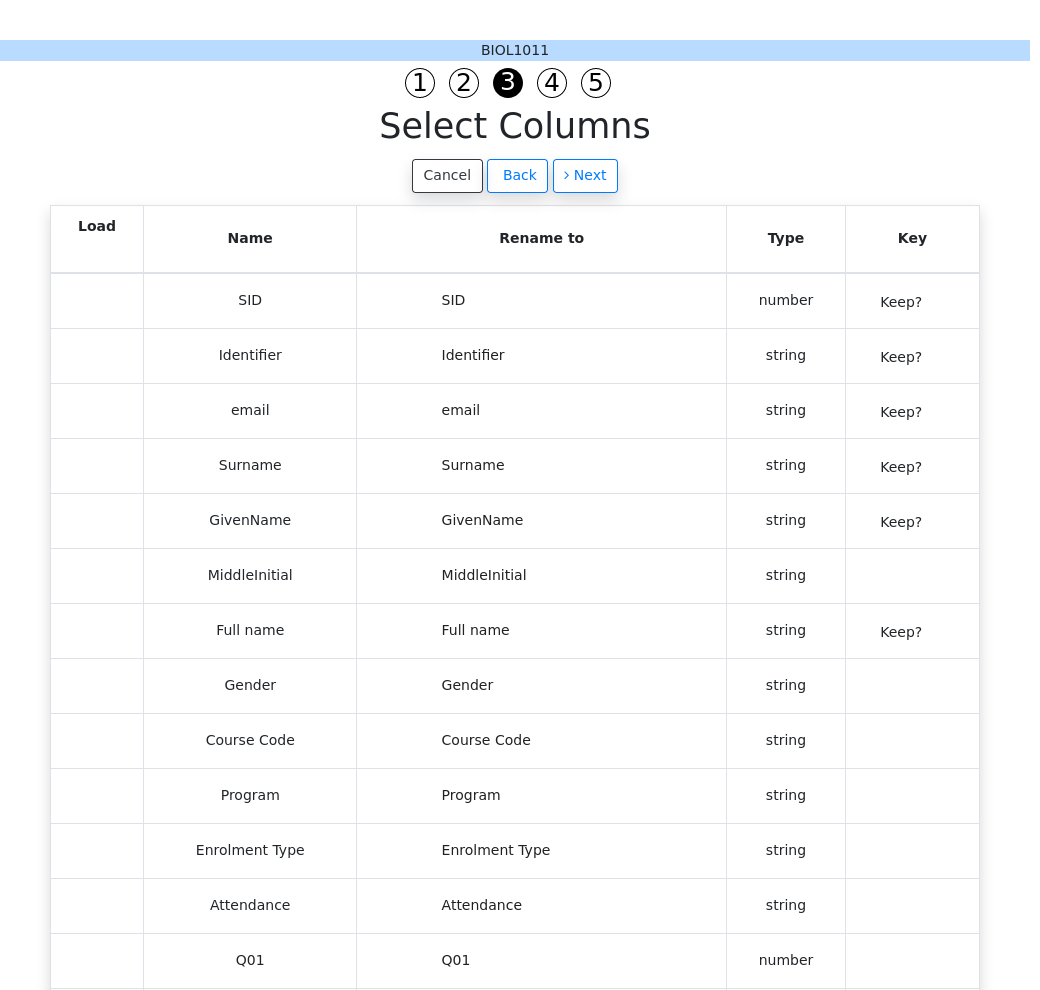 BIOL1011
1 2 3 4 5
Select Columns
Cancel Back Next
Load Name Rename to Type Key
SID SID number Keep?
Identifier Identifier string Keep?
email email string Keep?
Surname Surname string Keep?
GivenName GivenName string Keep?
MiddleInitial MiddleInitial string
Full name Full name string Keep?
Gender Gender string
Course Code Course Code string
Program Program string
Enrolment Type Enrolment Type string
Attendance Attendance string
Q01 Q01 number